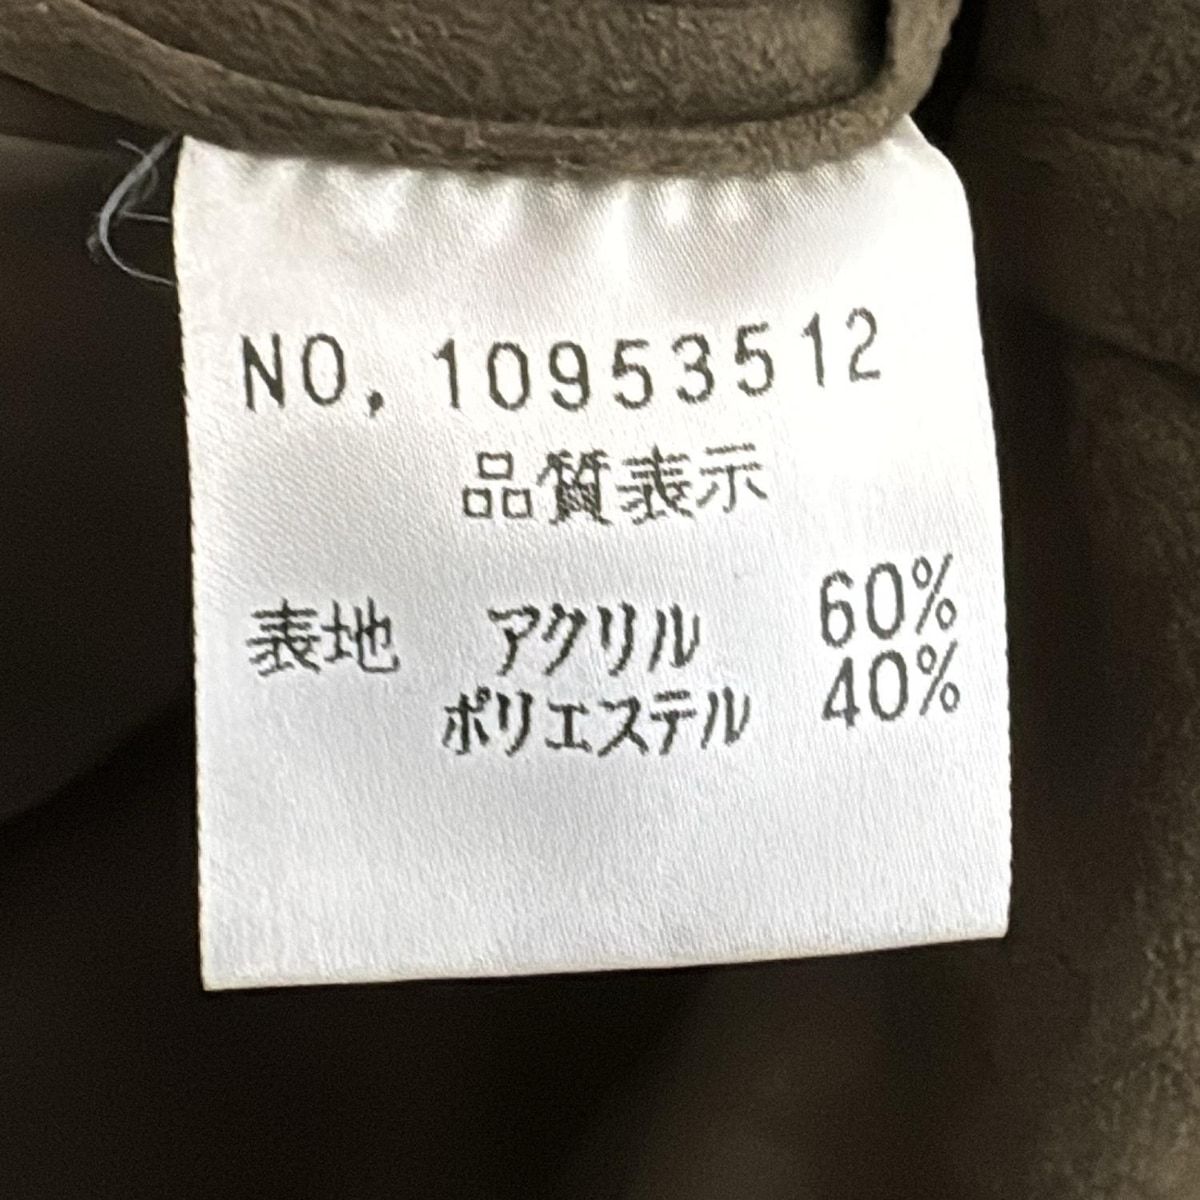 NO. 10953512
品質表示
表地 アクリル 60%
ポリエステル 40%